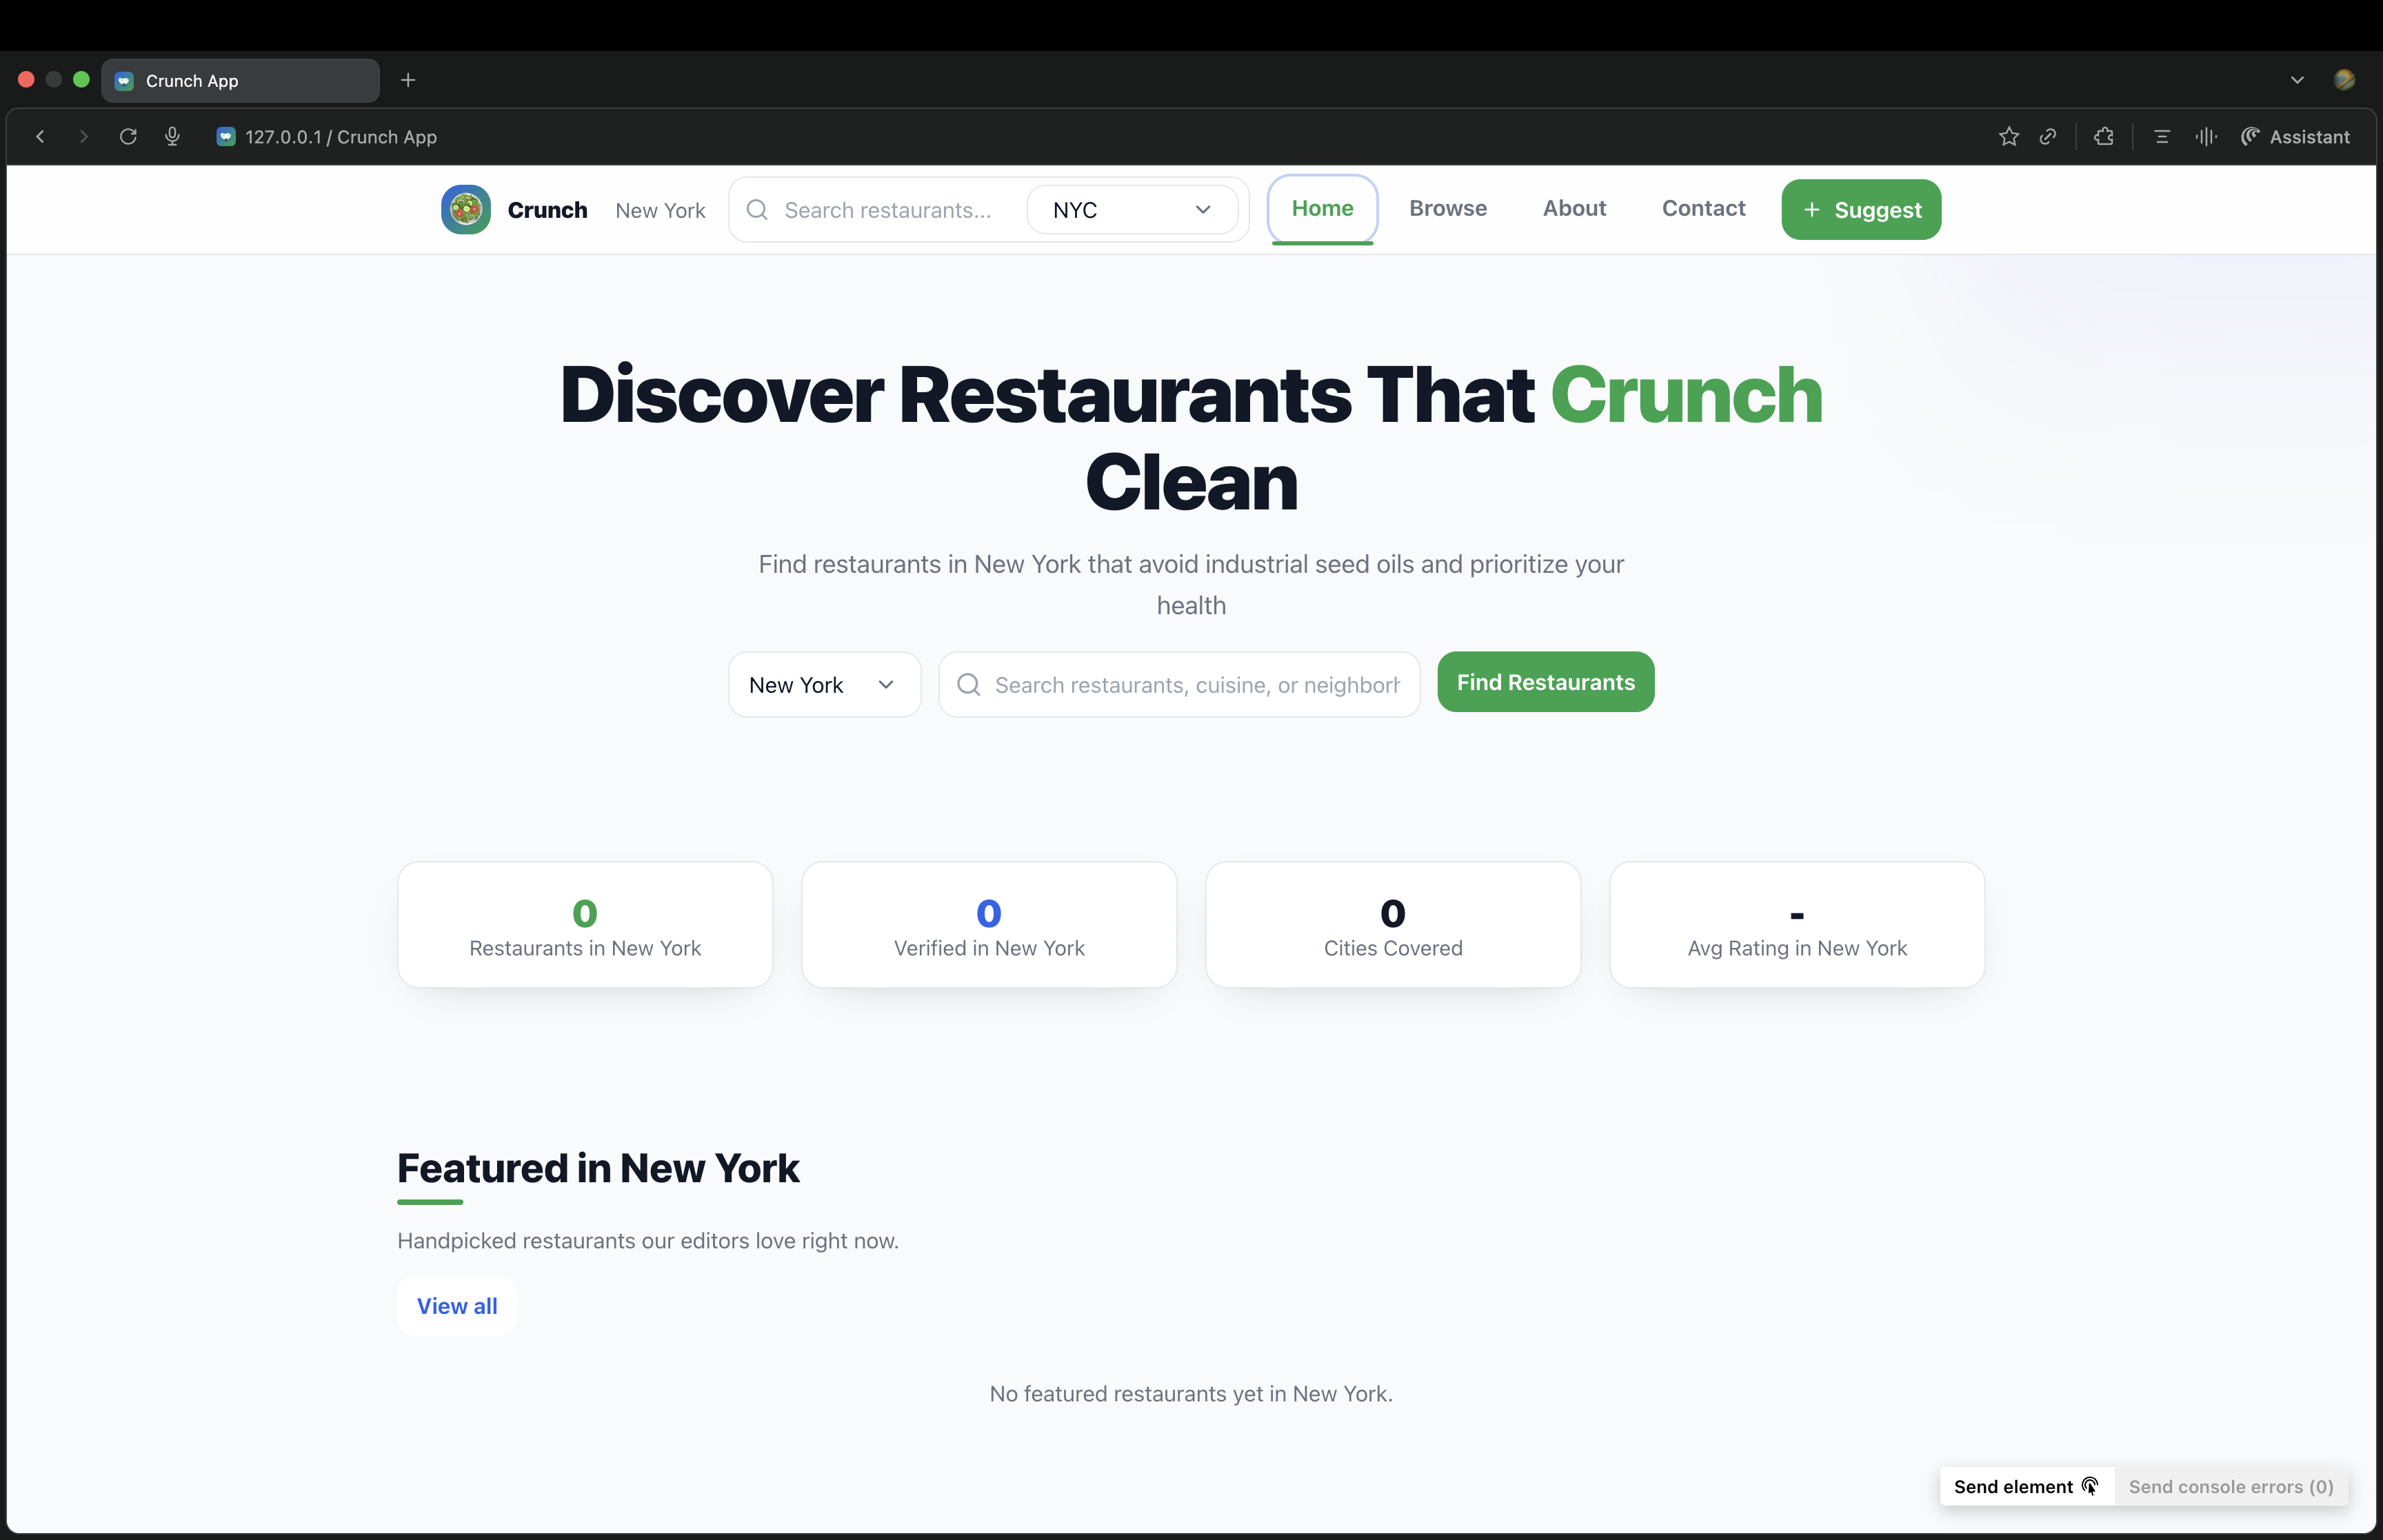 Crunch App
127.0.0.1 / Crunch App
Assistant
Crunch
New York
Search restaurants...
NYC
Home
Browse
About
Contact
+ Suggest
Discover Restaurants That Crunch
Clean
Find restaurants in New York that avoid industrial seed oils and prioritize your
health
New York
Search restaurants, cuisine, or neighborh
Find Restaurants
0
Restaurants in New York
0
Verified in New York
0
Cities Covered
-
Avg Rating in New York
Featured in New York
Handpicked restaurants our editors love right now.
View all
No featured restaurants yet in New York.
Send element
Send console errors (0)